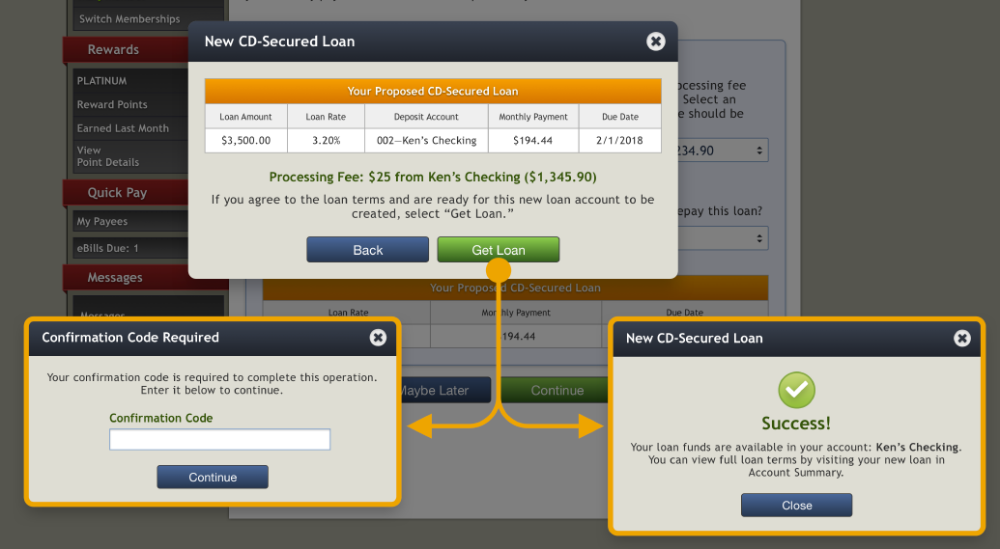 Switch Memberships
Rewards
PLATINUM
Reward Points
Earned Last Month
View
Point Details
Quick Pay
My Payees
eBills Due: 1
Messages
Messages
New CD-Secured Loan
Your Proposed CD-Secured Loan
Loan Amount Loan Rate Deposit Account Monthly Payment Due Date
$3,500.00 3.20% 002—Ken's Checking $194.44 2/1/2018
Processing Fee: $25 from Ken's Checking ($1,345.90)
If you agree to the loan terms and are ready for this new loan account to be
created, select “Get Loan.”
Back Get Loan
fee
Select an
should be
234.90
epay this loan?
Your Proposed CD-Secured Loan
Loan Rate Monthly Payment Due Date
194.44
Maybe Later Continue
Confirmation Code Required
Your confirmation code is required to complete this operation.
Enter it below to continue.
Confirmation Code
Continue
New CD-Secured Loan
Success!
Your loan funds are available in your account: Ken's Checking.
You can view full loan terms by visiting your new loan in
Account Summary.
Close